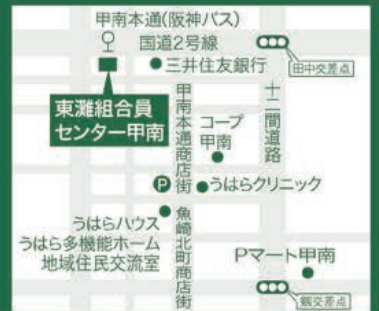 甲南本通(阪神バス)
国道2号線
三井住友銀行
田中交差点
東灘組合員
センター甲南
甲南本通商店街
コープ
甲南
十二間道路
P
うはらクリニック
うはらハウス
うはら多機能ホーム
地域住民交流室
魚崎北町商店街
Pマート甲南